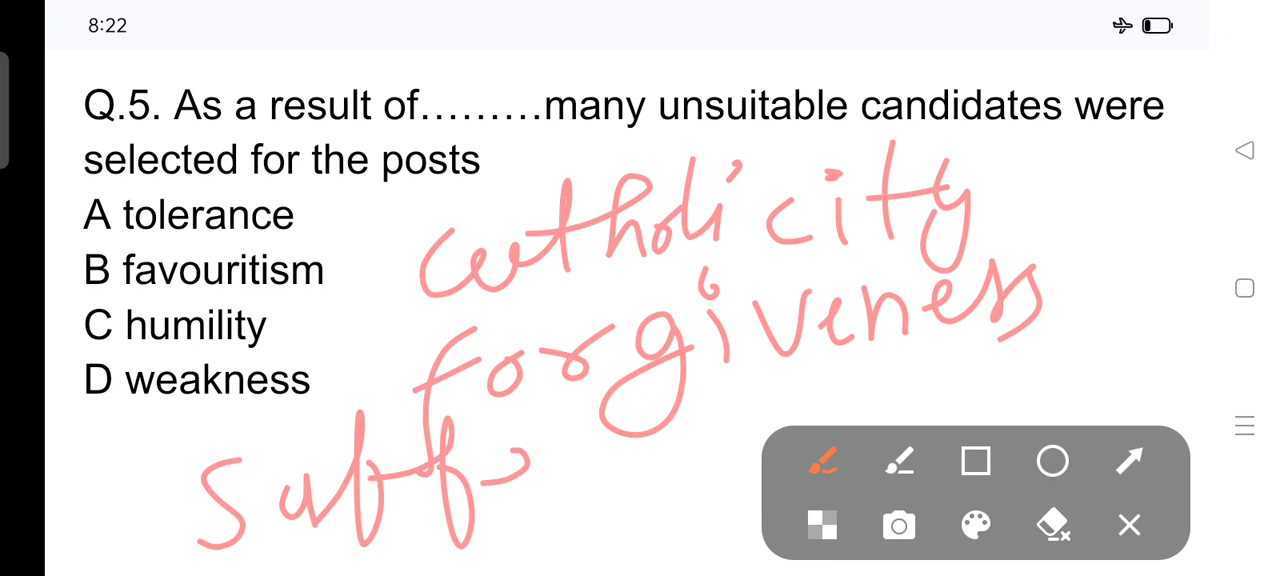 8:22
Q.5. As a result of.........many unsuitable candidates were
selected for the posts
A tolerance
B favouritism
C humility
D weakness
catholicity
forgiveness
suff